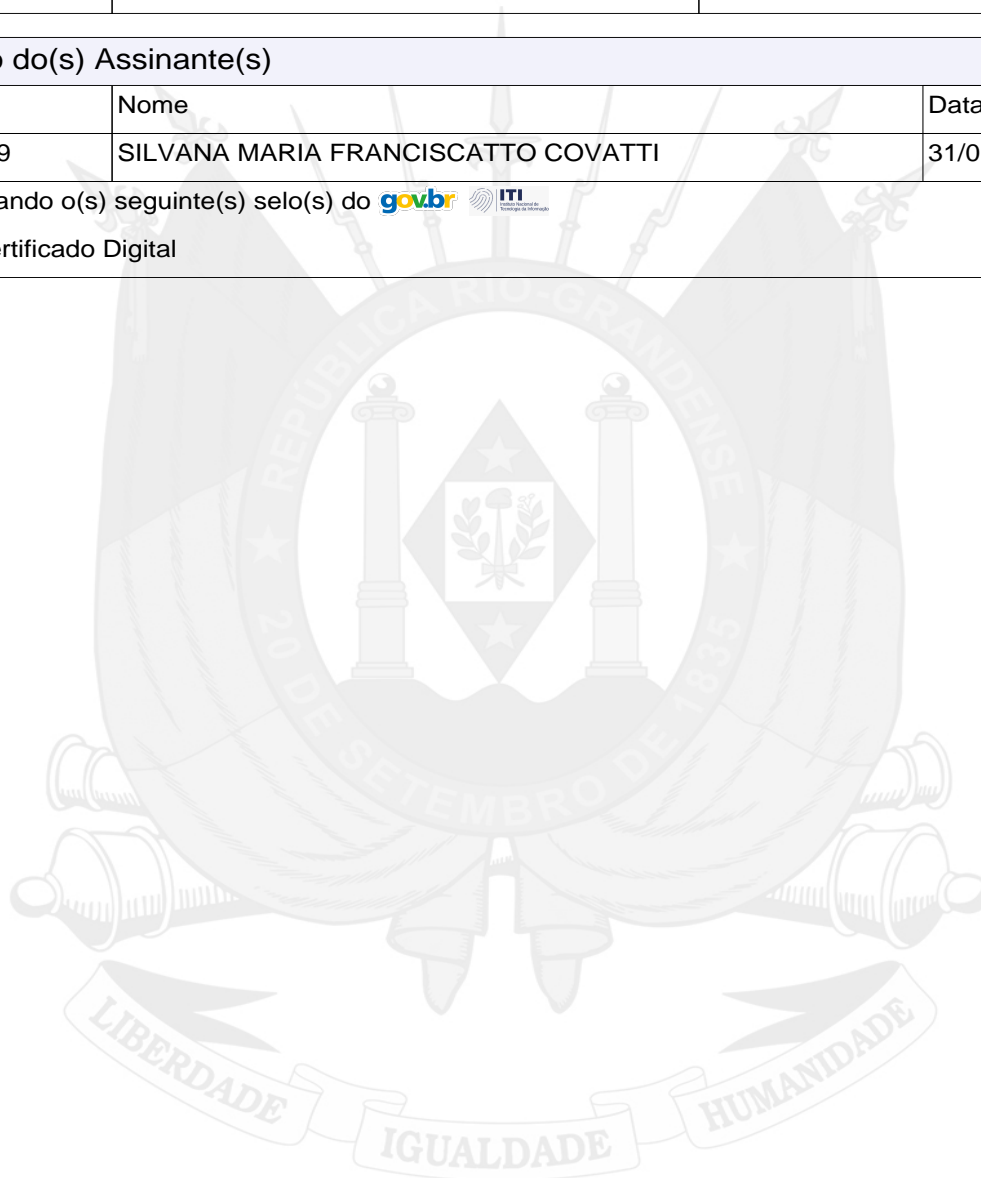 o do(s) Assinante(s)
Nome Data
9 SILVANA MARIA FRANCISCATTO COVATTI 31/0
ando o(s) seguinte(s) selo(s) do gov.br ITI
ertificado Digital
REPÚBLICA RIO-GRANDENSE
20 DE SETEMBRO DE 1835
LIBERDADE IGUALDADE HUMANIDADE